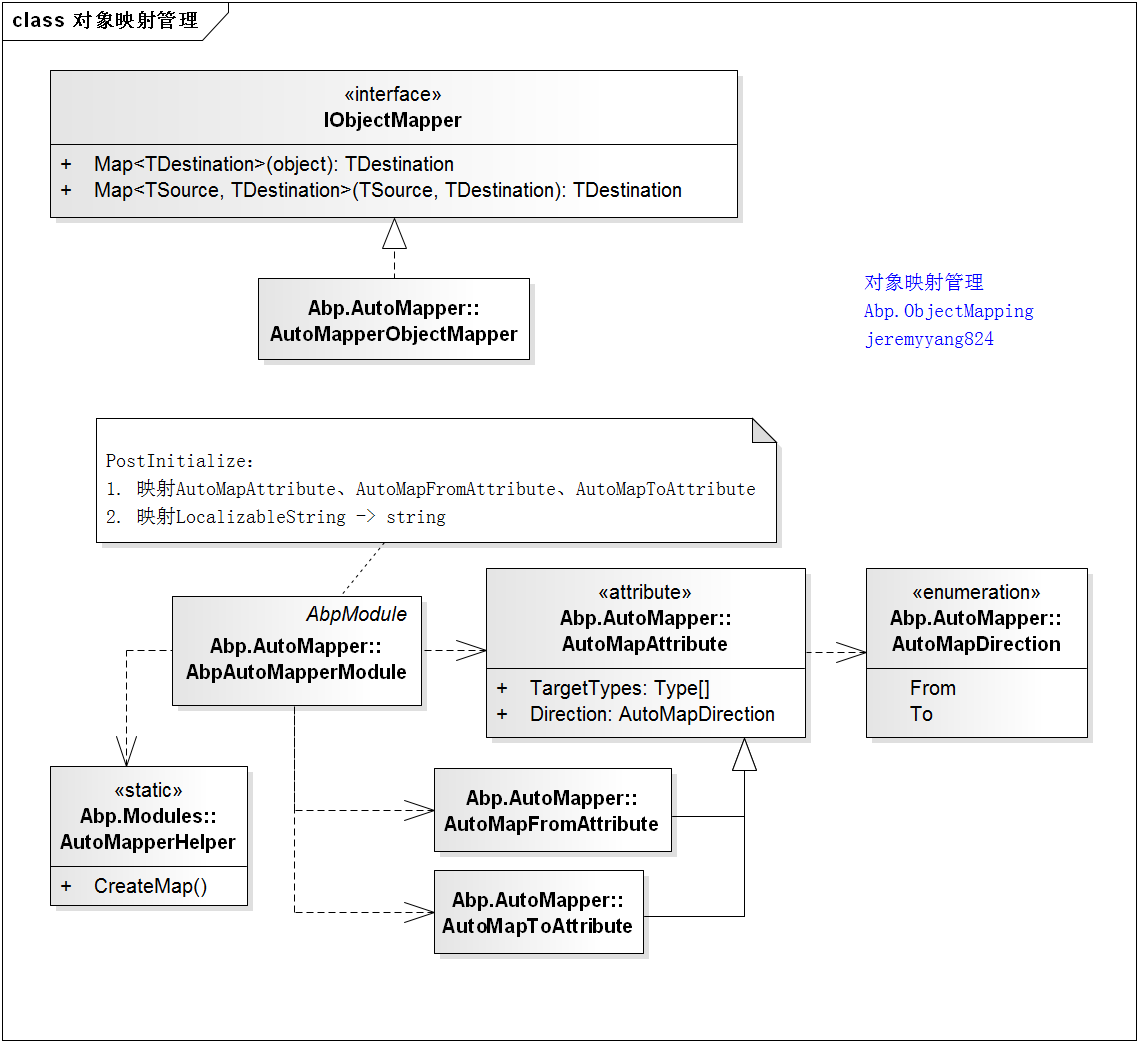 class 对象映射管理
«interface»
IObjectMapper
+ Map<TDestination>(object): TDestination
+ Map<TSource, TDestination>(TSource, TDestination): TDestination
Abp.AutoMapper::
AutoMapperObjectMapper
对象映射管理
Abp.ObjectMapping
jeremyyang824
PostInitialize:
1. 映射AutoMapAttribute、AutoMapFromAttribute、AutoMapToAttribute
2. 映射LocalizableString -> string
AbpModule
Abp.AutoMapper::
AbpAutoMapperModule
«attribute»
Abp.AutoMapper::
AutoMapAttribute
+ TargetTypes: Type[]
+ Direction: AutoMapDirection
«enumeration»
Abp.AutoMapper::
AutoMapDirection
From
To
«static»
Abp.Modules::
AutoMapperHelper
+ CreateMap()
Abp.AutoMapper::
AutoMapFromAttribute
Abp.AutoMapper::
AutoMapToAttribute